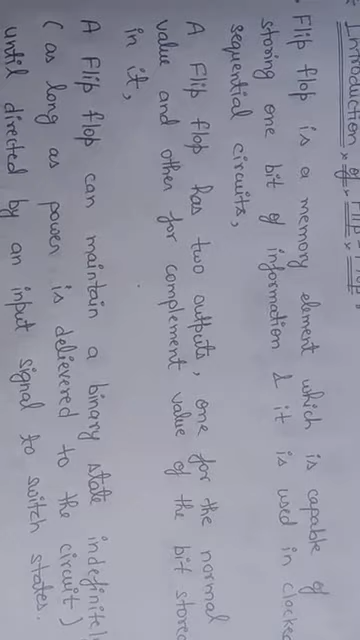 * Introduction of Flip-Flop:
. Flip flop is a memory element which is capable of
storing one bit of information & it is used in clocked
sequential circuits,
A Flip flop has two outputs, one for the normal
value and other for complement value of the bit stored
in it,
A Flip flop can maintain a binary state indefinitel
( as long as power is delievered to the circuit )
until directed by an input signal to switch states.